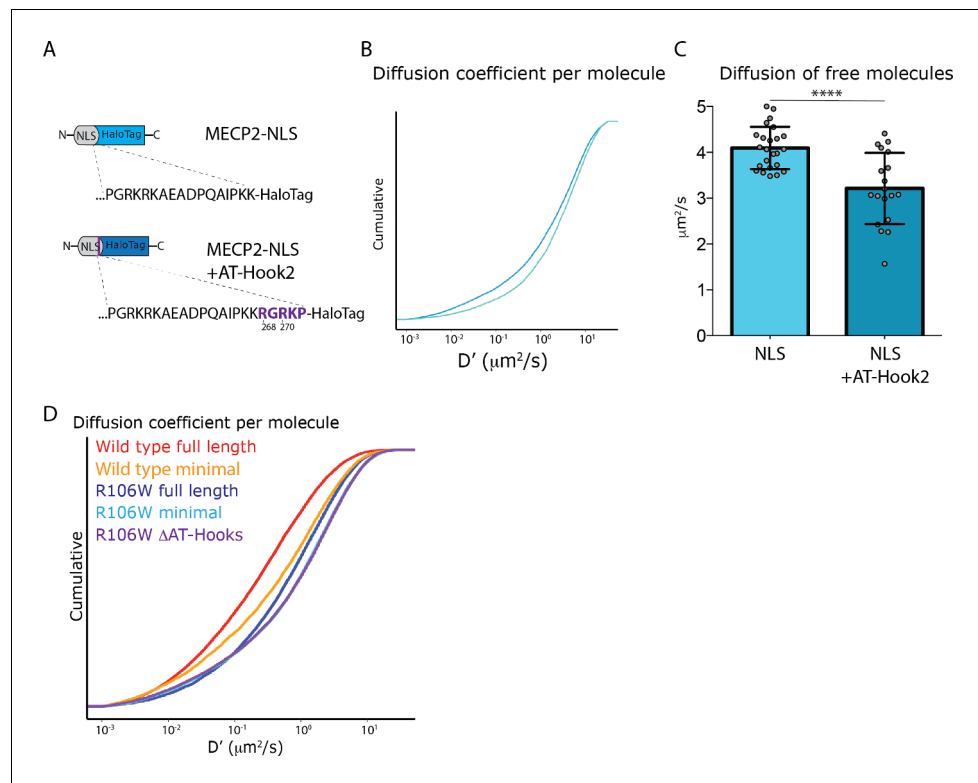 A
N- NLS HaloTag -C MECP2-NLS
...PGRKRKAEADPQAIPKK-HaloTag
N- NLS HaloTag -C MECP2-NLS
+AT-Hook2
...PGRKRKAEADPQAIPKKRGRKP-HaloTag
268 270
B
Diffusion coefficient per molecule
Cumulative
10-3 10-2 10-1 100 101
D' (μm2/s)
C
Diffusion of free molecules
****
μm2/s
5
4
3
2
1
0
NLS NLS
+AT-Hook2
D
Diffusion coefficient per molecule
Wild type full length
Wild type minimal
R106W full length
R106W minimal
R106W ΔAT-Hooks
Cumulative
10-3 10-2 10-1 100 101
D' (μm2/s)